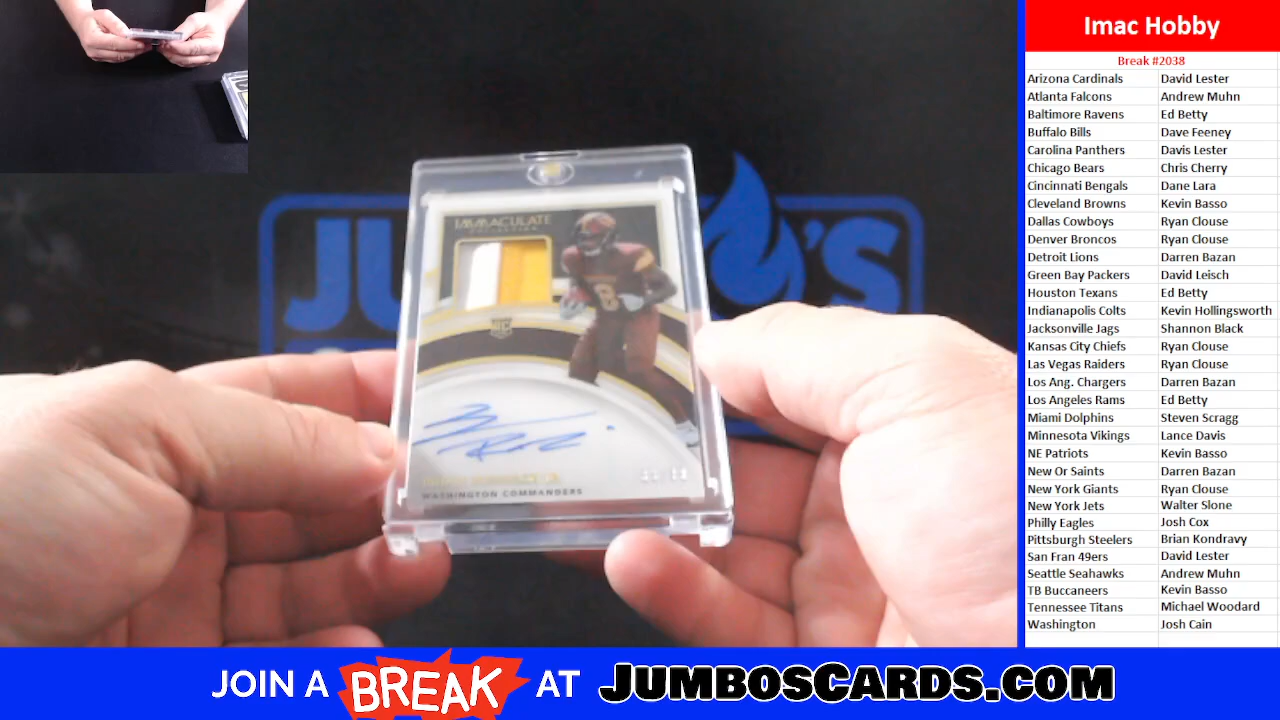 IMMACULATE
COLLECTION
8
RC
WASHINGTON COMMANDERS
Imac Hobby
Break #2038
Arizona Cardinals David Lester
Atlanta Falcons Andrew Muhn
Baltimore Ravens Ed Betty
Buffalo Bills Dave Feeney
Carolina Panthers Davis Lester
Chicago Bears Chris Cherry
Cincinnati Bengals Dane Lara
Cleveland Browns Kevin Basso
Dallas Cowboys Ryan Clouse
Denver Broncos Ryan Clouse
Detroit Lions Darren Bazan
Green Bay Packers David Leisch
Houston Texans Ed Betty
Indianapolis Colts Kevin Hollingsworth
Jacksonville Jags Shannon Black
Kansas City Chiefs Ryan Clouse
Las Vegas Raiders Ryan Clouse
Los Ang. Chargers Darren Bazan
Los Angeles Rams Ed Betty
Miami Dolphins Steven Scragg
Minnesota Vikings Lance Davis
NE Patriots Kevin Basso
New Or Saints Darren Bazan
New York Giants Ryan Clouse
New York Jets Walter Slone
Philly Eagles Josh Cox
Pittsburgh Steelers Brian Kondravy
San Fran 49ers David Lester
Seattle Seahawks Andrew Muhn
TB Buccaneers Kevin Basso
Tennessee Titans Michael Woodard
Washington Josh Cain
JOIN A BREAK AT JUMBOSCARDS.COM